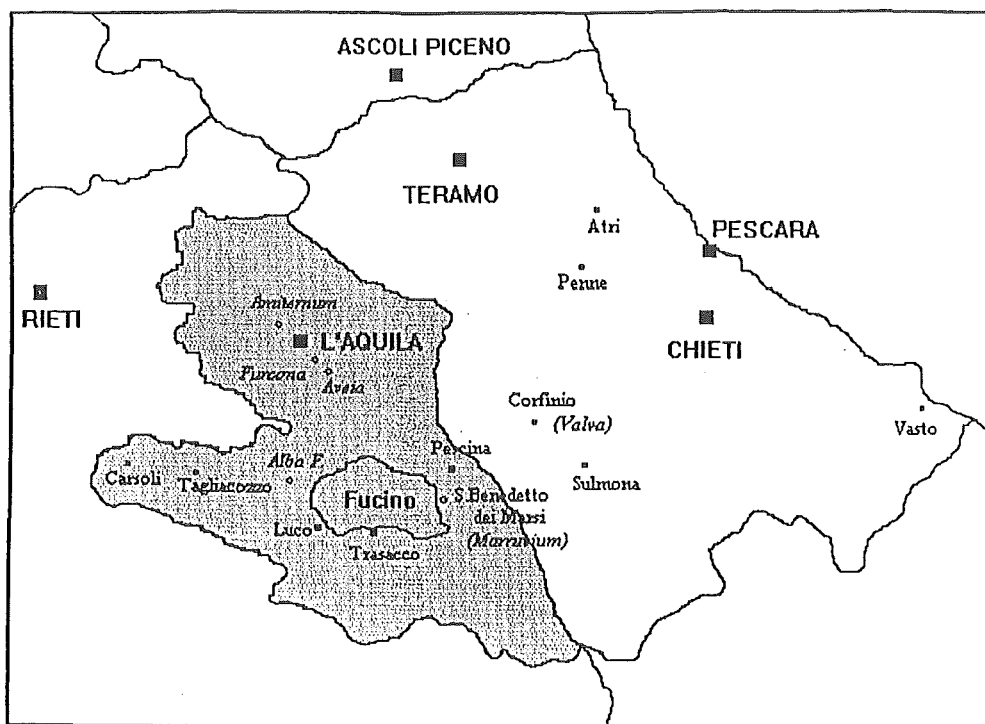 ASCOLI PICENO
TERAMO
Atri
PESCARA
Penne
RIETI
Amiternum
L'AQUILA
CHIETI
Furcona
Aveia
Corfinio
(Valva)
Vasto
Pescina
Alba F.
Carsoli
Tagliacozzo
Sulmona
Fucino
S.Benedetto
dei Marsi
(Marruvium)
Luco
Trasacco